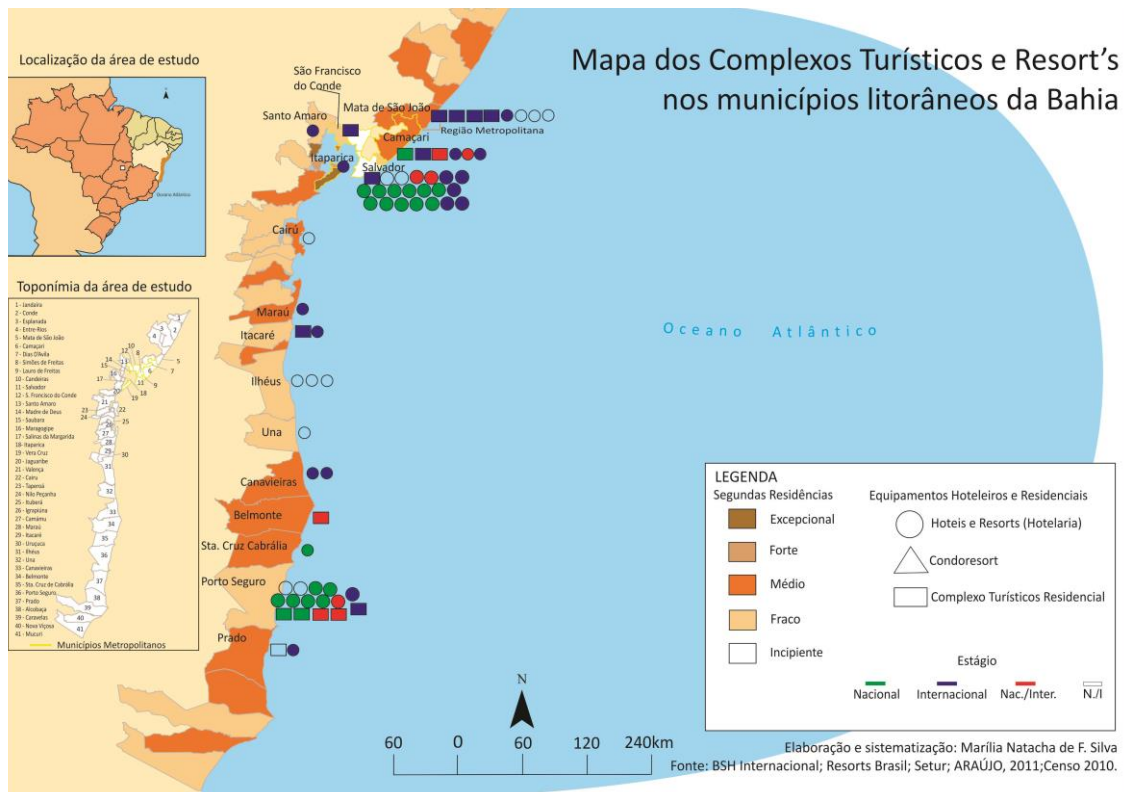 Mapa dos Complexos Turísticos e Resort's
nos municípios litorâneos da Bahia
Localização da área de estudo
Oceano Atlântico
Toponímia da área de estudo
1 - Jandaíra
2 - Conde
3 - Esplanada
4 - Entre-Rios
5 - Mata de São João
6 - Camaçari
7 - Dias D'Ávila
8 - Simões de Freitas
9 - Lauro de Freitas
10 - Candeiras
11 - Salvador
12 - S. Francisco do Conde
13 - Santo Amaro
14 - Madre de Deus
15 - Saubara
16 - Maragogipe
17 - Salinas da Margarida
18- Itaparica
19 - Vera Cruz
20 - Jaguaribe
21 - Valença
22 - Cairu
23 - Taperoá
24 - Nilo Peçanha
25 - Ituberá
26 - Igrapiúna
27 - Camamu
28 - Maraú
29 - Itacaré
30 - Uruçuca
31 - Ilhéus
32 - Una
33 - Canavieiras
34 - Belmonte
35 - Sta. Cruz de Cabrália
36 - Porto Seguro
37 - Prado
38 - Alcobaça
39 - Caravelas
40 - Nova Viçosa
41 - Mucuri
Municípios Metropolitanos
São Francisco
do Conde
Mata de São João
Santo Amaro
Região Metropolitana
Camaçari
Itaparica
Salvador
Cairú
Maraú
Itacaré
Oceano Atlântico
Ilhéus
Una
Canavieiras
Belmonte
Sta. Cruz Cabrália
Porto Seguro
Prado
LEGENDA
Segundas Residências
Excepcional
Forte
Médio
Fraco
Incipiente
Equipamentos Hoteleiros e Residenciais
Hoteis e Resorts (Hotelaria)
Condoresort
Complexo Turísticos Residencial
Estágio
Nacional Internacional Nac./Inter. N./I
N
60 0 60 120 240km
Elaboração e sistematização: Marília Natacha de F. Silva
Fonte: BSH Internacional; Resorts Brasil; Setur; ARAÚJO, 2011;Censo 2010.